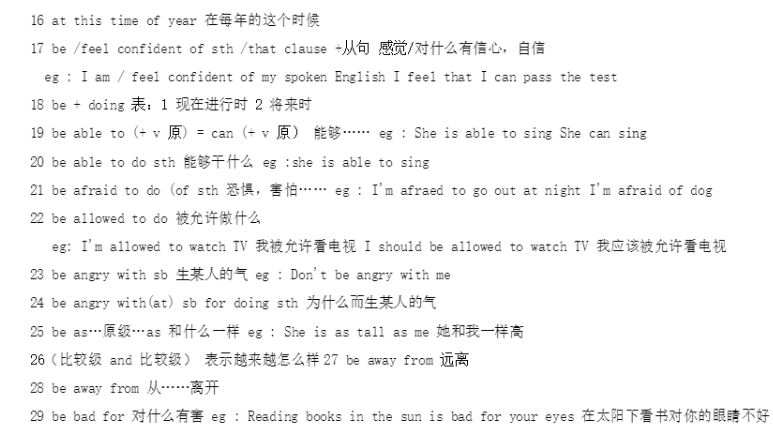 16 at this time of year 在每年的这个时候
17 be /feel confident of sth /that clause +从句 感觉/对什么有信心，自信
eg : I am / feel confident of my spoken English I feel that I can pass the test
18 be + doing 表：1 现在进行时 2 将来时
19 be able to (+ v 原) = can (+ v 原） 能够…… eg : She is able to sing She can sing
20 be able to do sth 能够干什么 eg :she is able to sing
21 be afraid to do (of sth 恐惧，害怕…… eg : I'm afraed to go out at night I'm afraid of dog
22 be allowed to do 被允许做什么
eg: I'm allowed to watch TV 我被允许看电视 I should be allowed to watch TV 我应该被允许看电视
23 be angry with sb 生某人的气 eg : Don't be angry with me
24 be angry with(at) sb for doing sth 为什么而生某人的气
25 be as…原级…as 和什么一样 eg : She is as tall as me 她和我一样高
26（比较级 and 比较级） 表示越来越怎么样27 be away from 远离
28 be away from 从……离开
29 be bad for 对什么有害 eg : Reading books in the sun is bad for your eyes 在太阳下看书对你的眼睛不好